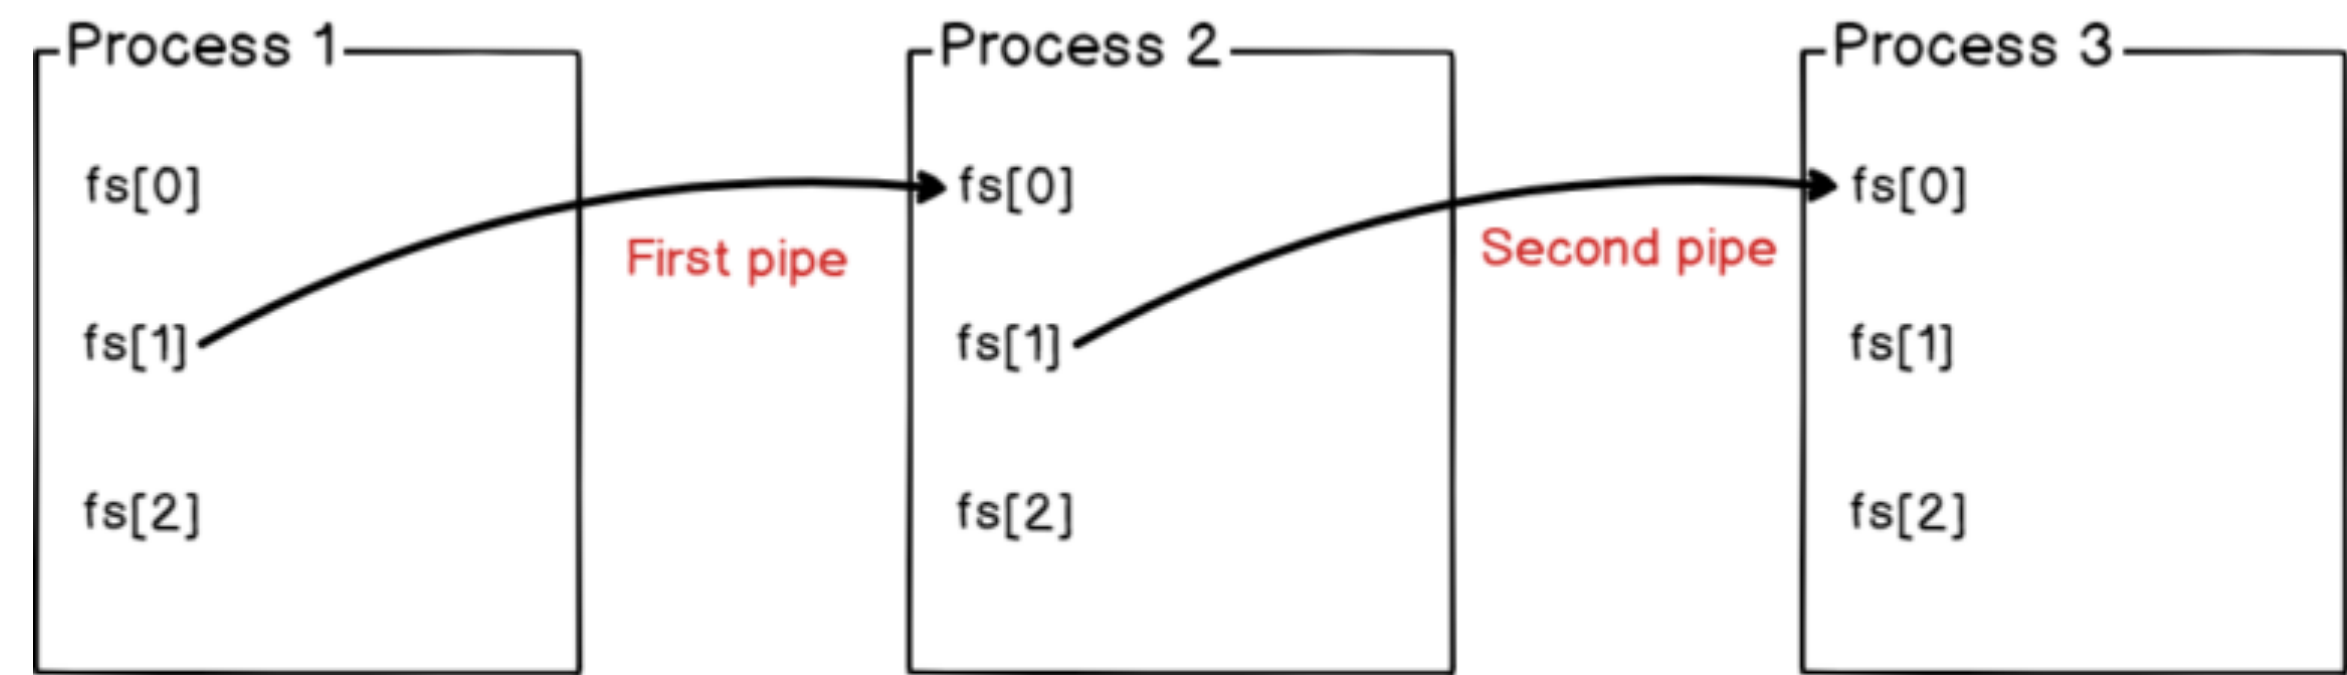 Process 1
fs[0]
fs[1]
fs[2]
First pipe
Process 2
fs[0]
fs[1]
fs[2]
Second pipe
Process 3
fs[0]
fs[1]
fs[2]